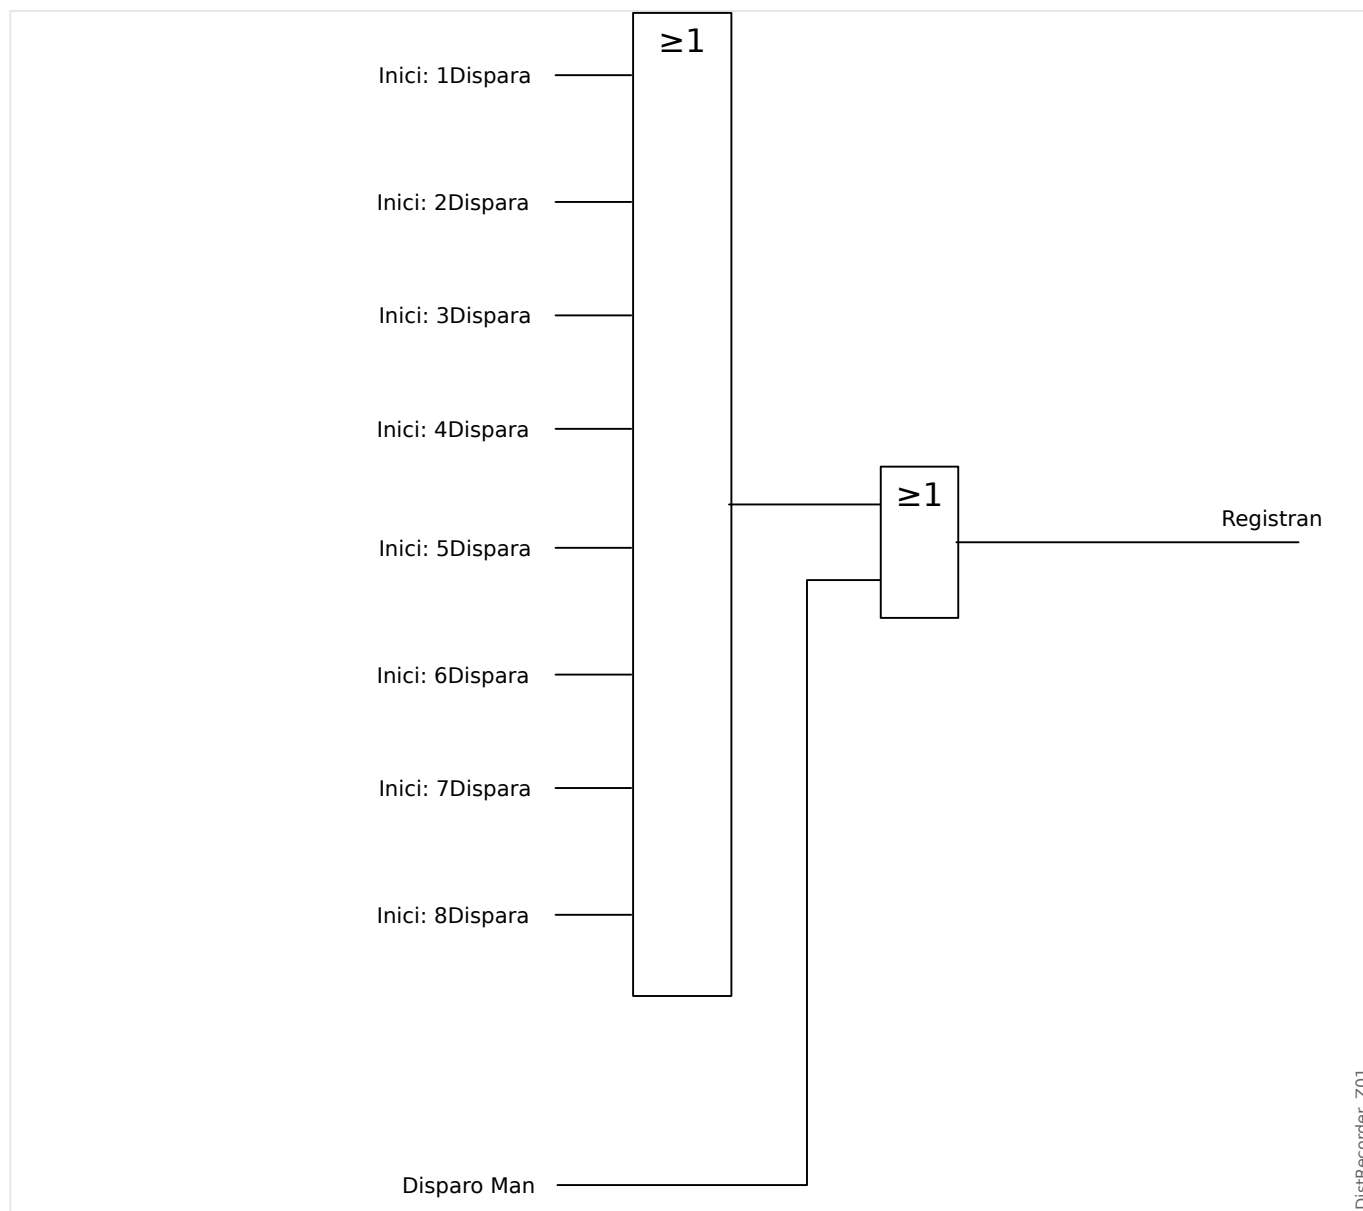 ≥1
Inici: 1Dispara
Inici: 2Dispara
Inici: 3Dispara
Inici: 4Dispara
≥1
Registran
Inici: 5Dispara
Inici: 6Dispara
Inici: 7Dispara
Inici: 8Dispara
Disparo Man
DistRecorder_Z01